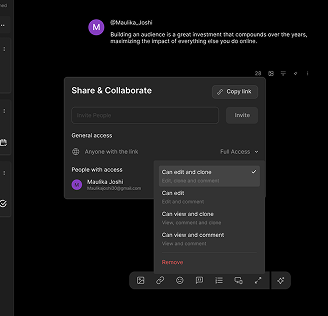 @Maulika_Joshi
Building an audience is a great investment that compounds over the years,
maximizing the impact of everything else you do online.
28
Share & Collaborate
Copy link
Invite People
Invite
General access
Anyone with the link
Full Access
People with access
M
Maulika Joshi
Maulikajoshi30@gmail.com
Can edit and clone
Edit, clone and comment
Can edit
Edit and comment
Can view and clone
View, comment and clone
Can view and comment
View and comment
Remove